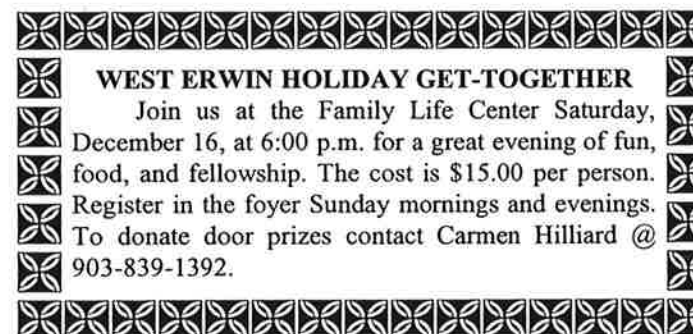 WEST ERWIN HOLIDAY GET-TOGETHER
Join us at the Family Life Center Saturday,
December 16, at 6:00 p.m. for a great evening of fun,
food, and fellowship. The cost is $15.00 per person.
Register in the foyer Sunday mornings and evenings.
To donate door prizes contact Carmen Hilliard @
903-839-1392.